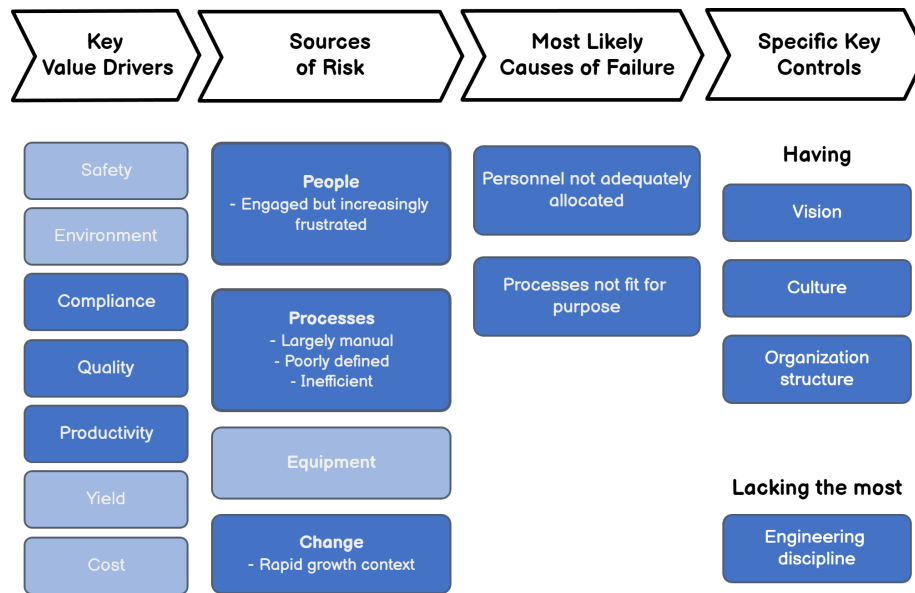 Key
Value Drivers
Sources
of Risk
Most Likely
Causes of Failure
Specific Key
Controls
Safety
Environment
Compliance
Quality
Productivity
Yield
Cost
People
- Engaged but increasingly
frustrated
Processes
- Largely manual
- Poorly defined
- Inefficient
Equipment
Change
- Rapid growth context
Personnel not adequately
allocated
Processes not fit for
purpose
Having
Vision
Culture
Organization
structure
Lacking the most
Engineering
discipline